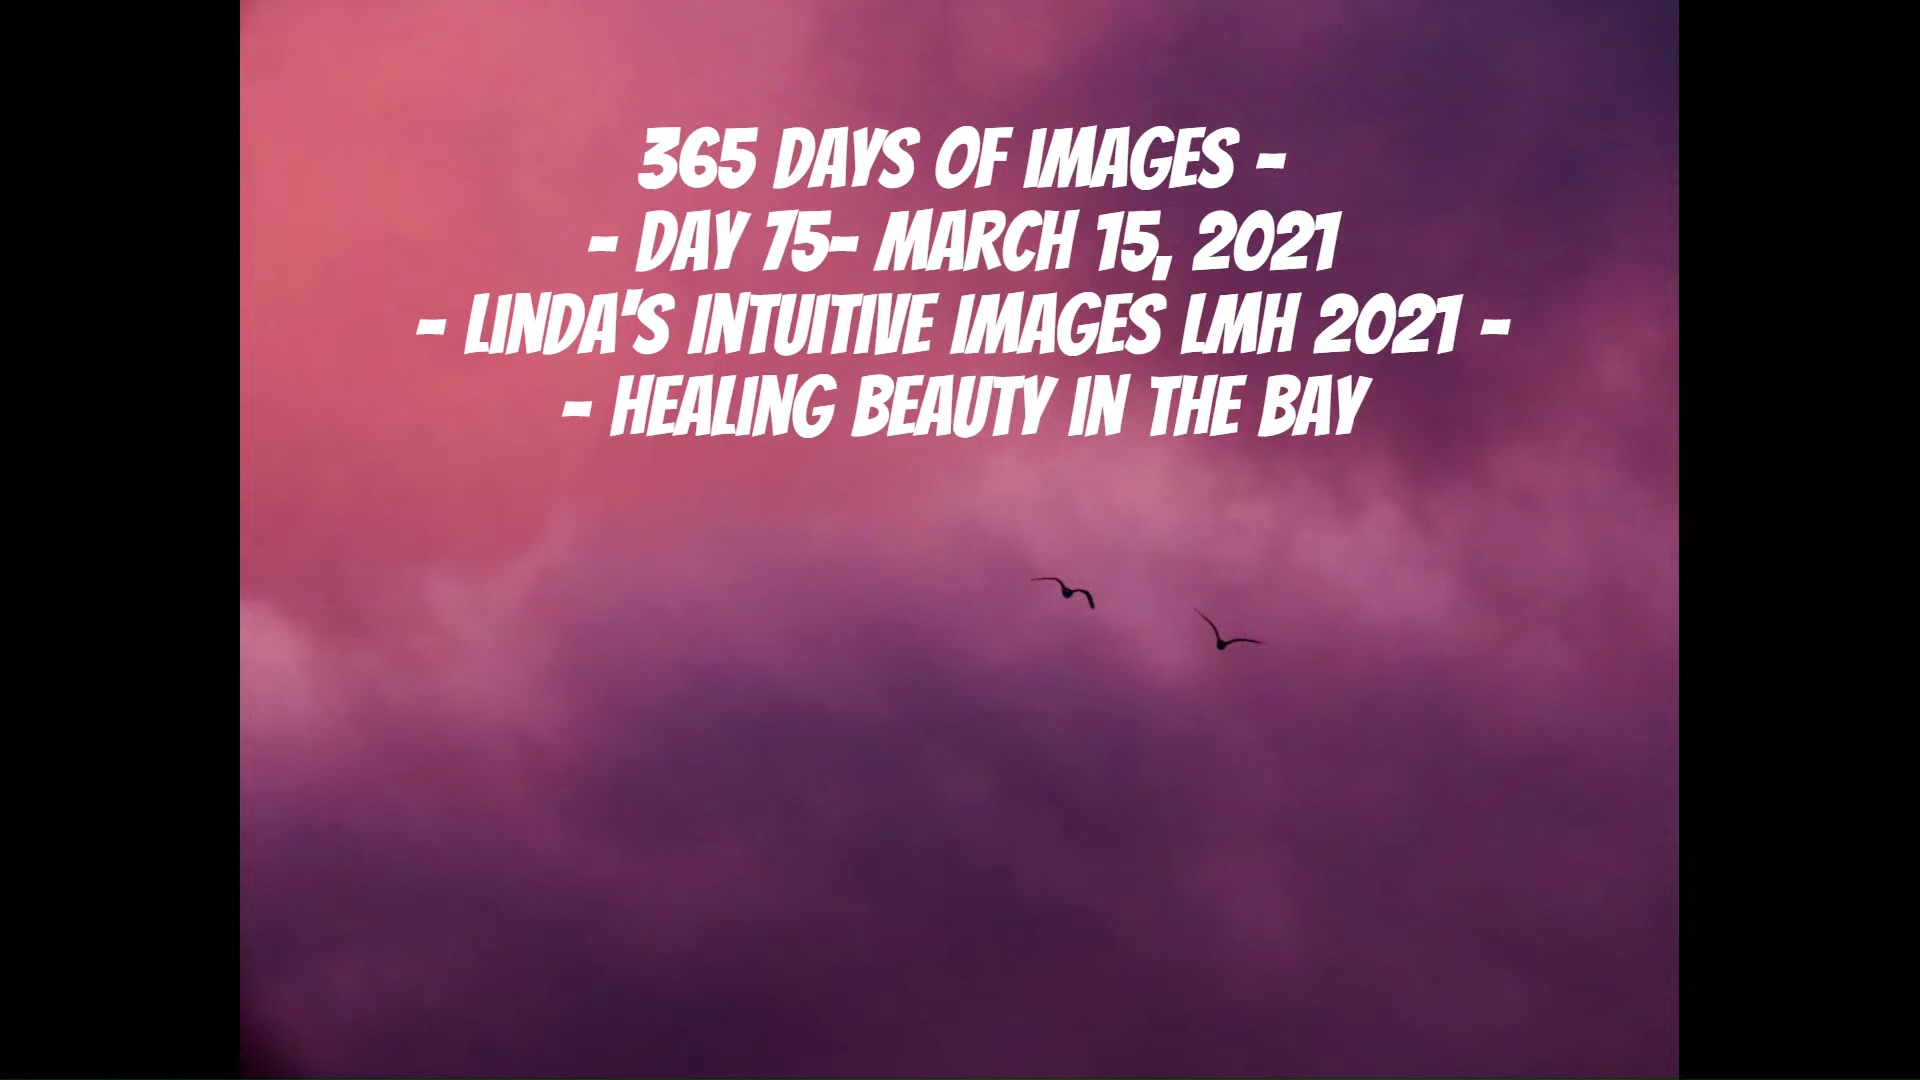 365 DAYS OF IMAGES -
- DAY 75- MARCH 15, 2021
- LINDA'S INTUITIVE IMAGES LMH 2021 -
- HEALING BEAUTY IN THE BAY